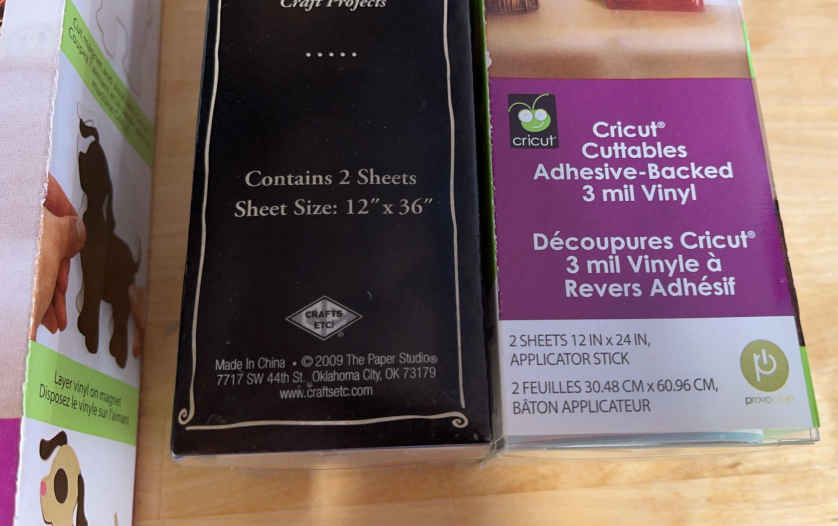 Craft Projects
Contains 2 Sheets
Sheet Size: 12" x 36"
CRAFTS
ETC!
Made In China • © 2009 The Paper Studio®
7717 SW 44th St. Oklahoma City, OK 73179
www.craftsetc.com
cricut
Cricut®
Cuttables
Adhesive-Backed
3 mil Vinyl
Découpures Cricut®
3 mil Vinyle à
Revers Adhésif
2 SHEETS 12 IN x 24 IN,
APPLICATOR STICK
2 FEUILLES 30.48 CM x 60.96 CM,
BÂTON APPLICATEUR
Cut magnet and
Layer vinyl on magnet
Disposez le vinyle sur l'aimant